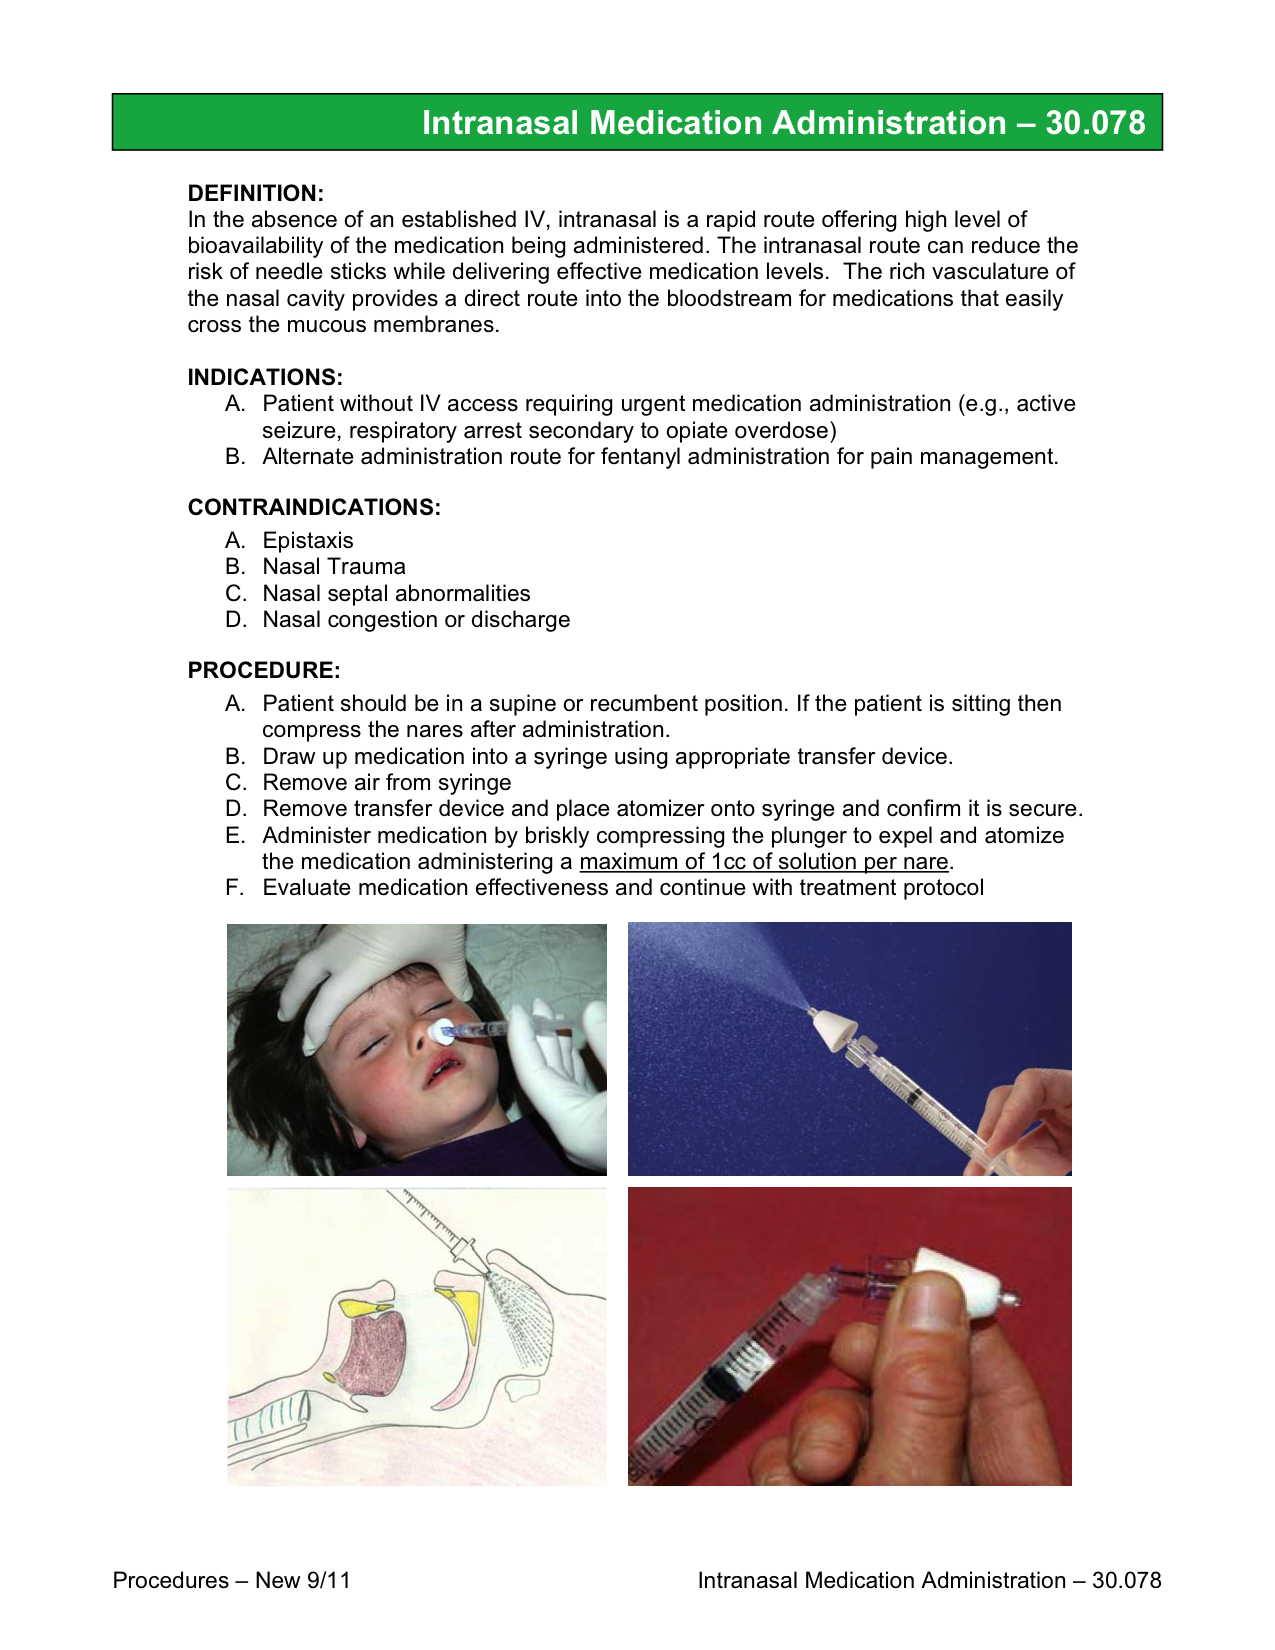 Intranasal Medication Administration – 30.078
DEFINITION:
In the absence of an established IV, intranasal is a rapid route offering high level of
bioavailability of the medication being administered. The intranasal route can reduce the
risk of needle sticks while delivering effective medication levels.  The rich vasculature of
the nasal cavity provides a direct route into the bloodstream for medications that easily
cross the mucous membranes.
INDICATIONS:
A. Patient without IV access requiring urgent medication administration (e.g., active
seizure, respiratory arrest secondary to opiate overdose)
B. Alternate administration route for fentanyl administration for pain management.
CONTRAINDICATIONS:
A. Epistaxis
B. Nasal Trauma
C. Nasal septal abnormalities
D. Nasal congestion or discharge
PROCEDURE:
A. Patient should be in a supine or recumbent position. If the patient is sitting then
compress the nares after administration.
B. Draw up medication into a syringe using appropriate transfer device.
C. Remove air from syringe
D. Remove transfer device and place atomizer onto syringe and confirm it is secure.
E. Administer medication by briskly compressing the plunger to expel and atomize
the medication administering a maximum of 1cc of solution per nare.
F. Evaluate medication effectiveness and continue with treatment protocol
Procedures – New 9/11
Intranasal Medication Administration – 30.078